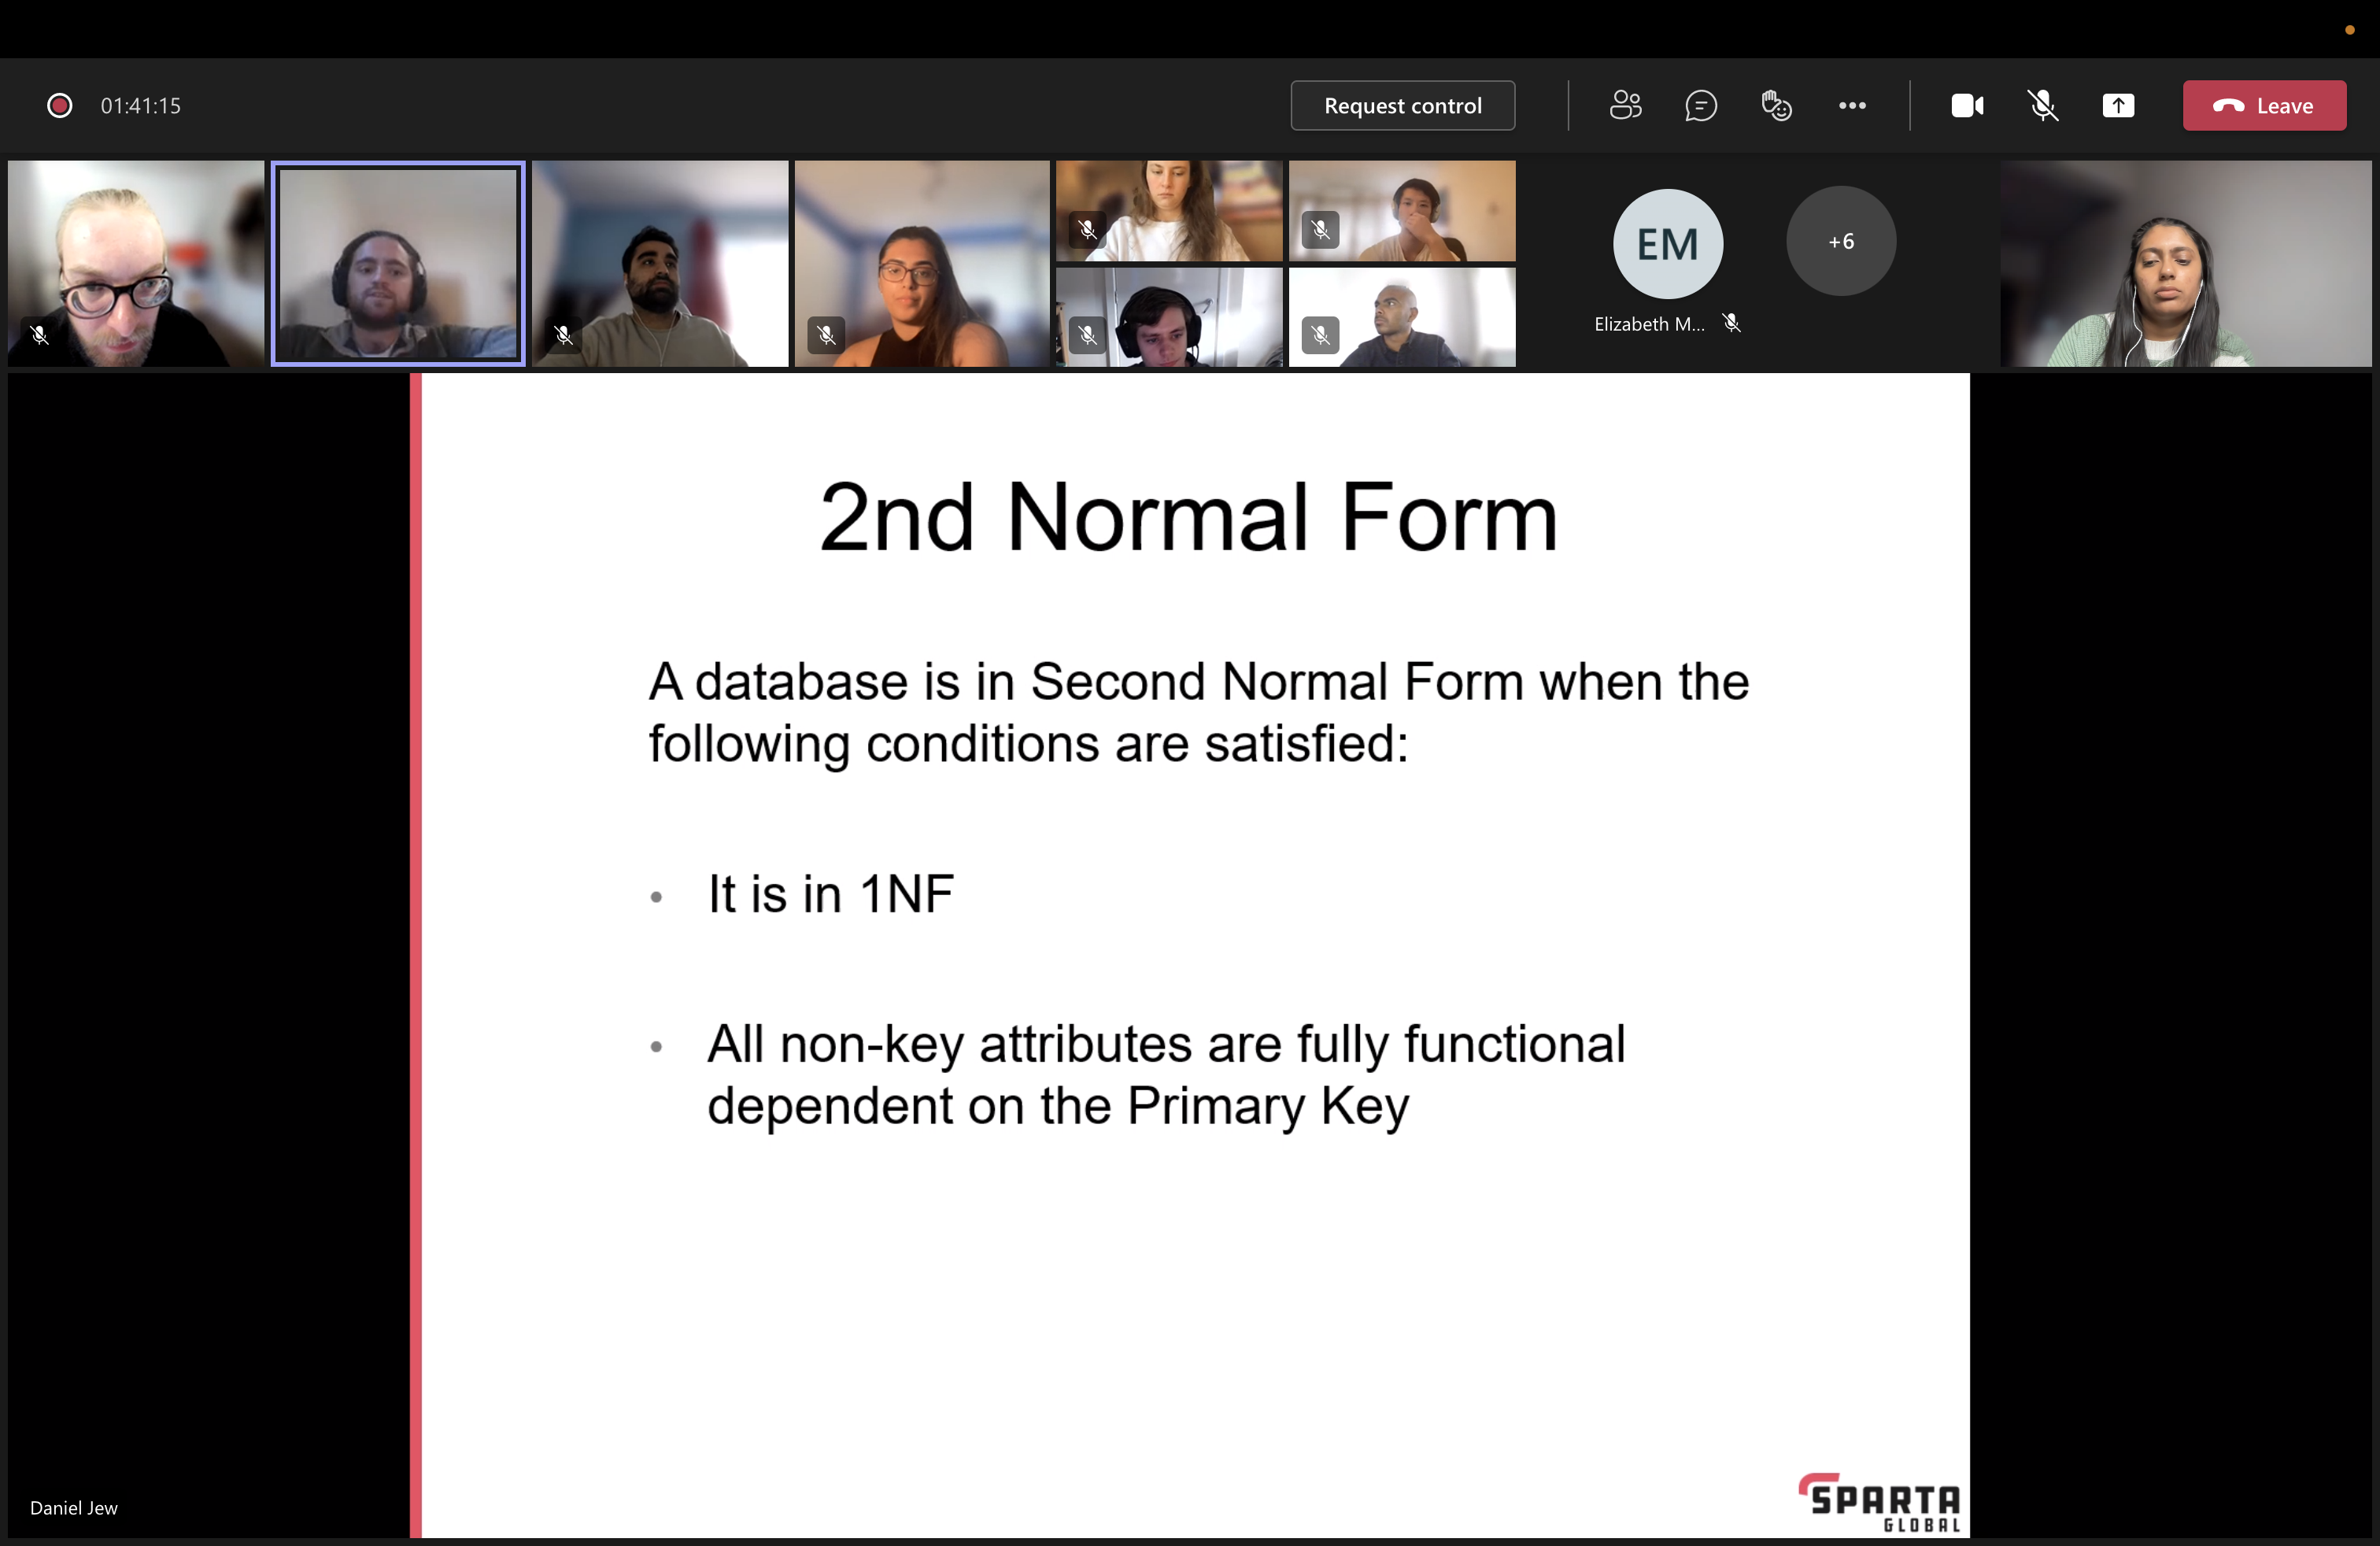 01:41:15
Request control
Leave
EM
+6
Elizabeth M...
2nd Normal Form
A database is in Second Normal Form when the
following conditions are satisfied:
• It is in 1NF
• All non-key attributes are fully functional
dependent on the Primary Key
Daniel Jew
SPARTA
GLOBAL